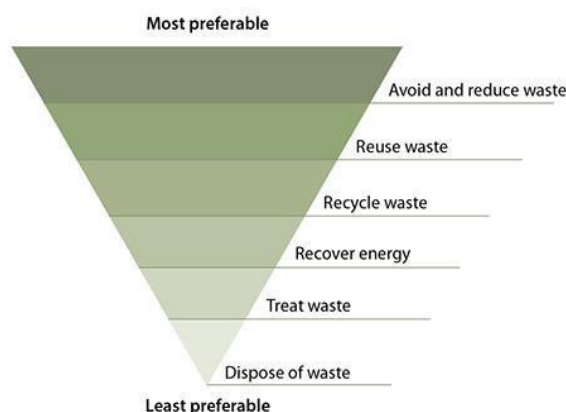 Most preferable
Avoid and reduce waste
Reuse waste
Recycle waste
Recover energy
Treat waste
Dispose of waste
Least preferable